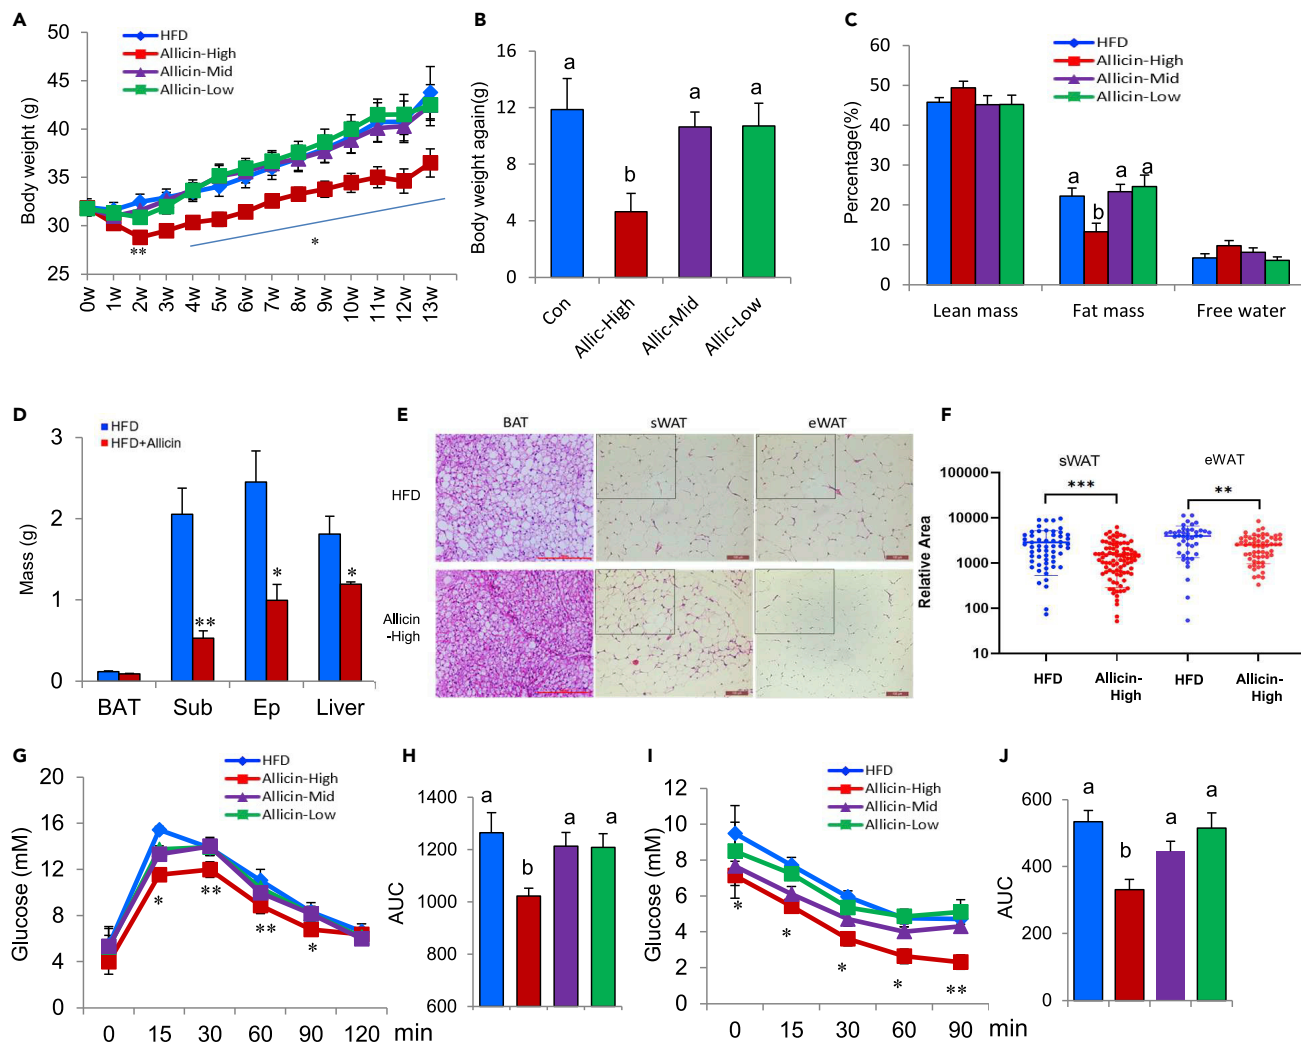 A
50
45
40
35
30
25
Body weight (g)
HFD
Allicin-High
Allicin-Mid
Allicin-Low
**
*
0w 1w 2w 3w 4w 5w 6w 7w 8w 9w 10w 11w 12w 13w
B
16
12
8
4
0
Body weight again(g)
a
b
a
a
Con Allic-High Allic-Mid Allic-Low
C
60%
50
40
30
20
10
0
Percentage(%)
HFD
Allicin-High
Allicin-Mid
Allicin-Low
a b a a
Lean mass Fat mass Free water
D
HFD
HFD+Allicin
3
2
1
0
Mass (g)
** * *
BAT Sub Ep Liver
E
BAT sWAT eWAT
HFD
Allicin
-High
F
sWAT eWAT
*** **
100000
10000
1000
100
10
Relative Area
HFD Allicin-
High
HFD Allicin-
High
G
20
16
12
8
4
0
Glucose (mM)
HFD
Allicin-High
Allicin-Mid
Allicin-Low
* ** ** *
0 15 30 60 90 120 min
H
1400
1200
1000
800
600
AUC
a b a a
I
12
10
8
6
4
2
0
Glucose (mM)
HFD
Allicin-High
Allicin-Mid
Allicin-Low
* * * * **
0 15 30 60 90 min
J
600
400
200
0
AUC
a b a a